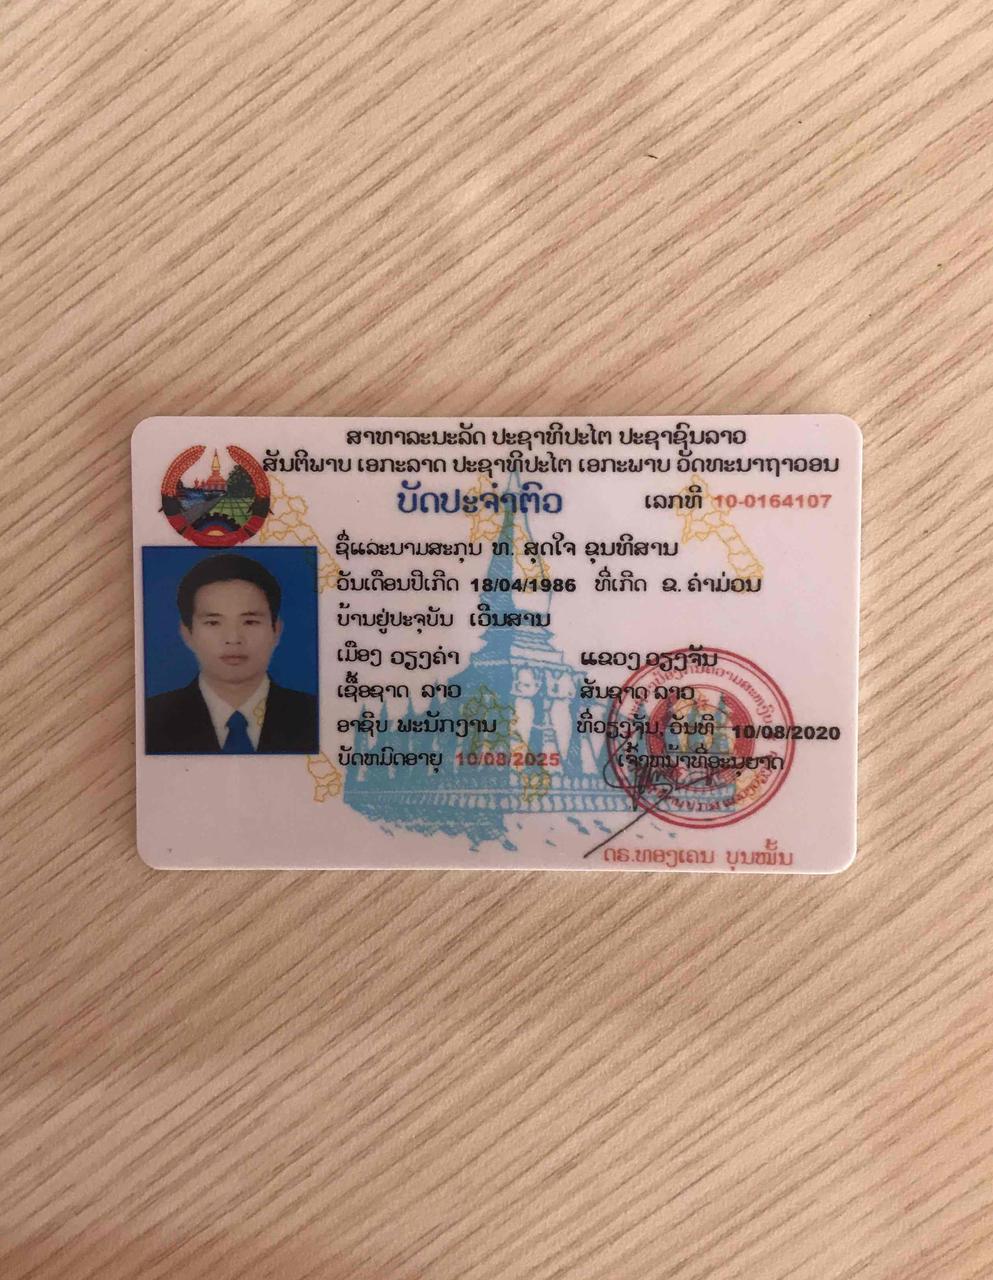 ສາທາລະນະລັດ ປະຊາທິປະໄຕ ປະຊາຊົນລາວ
ສັນຕິພາບ ເອກະລາດ ປະຊາທິປະໄຕ ເອກະພາບ ວັດທະນາຖາວອນ
ບັດປະຈຳຕົວ ເລກທີ 10-0164107
ຊື່ແລະນາມສະກຸນ ທ. ສຸດໃຈ ຂຸນທິສານ
ວັນເດືອນປີເກີດ 18/04/1986 ທີ່ເກີດ ຂ. ຄຳມ່ວນ
ບ້ານຢູ່ປະຈຸບັນ ເວີນສານ
ເມືອງ ວຽງຄຳ ແຂວງ ວຽງຈັນ
ເຊື້ອຊາດ ລາວ ສັນຊາດ ລາວ
ອາຊີບ ພະນັກງານ ທີ່ວຽງຈັນ, ວັນທີ 10/08/2020
ບັດຫມົດອາຍຸ 10/08/2025 ເຈົ້າຫນ້າທີ່ອະນຸຍາດ
ດຣ.ທອງເຄນ ບຸນໝັ້ນ